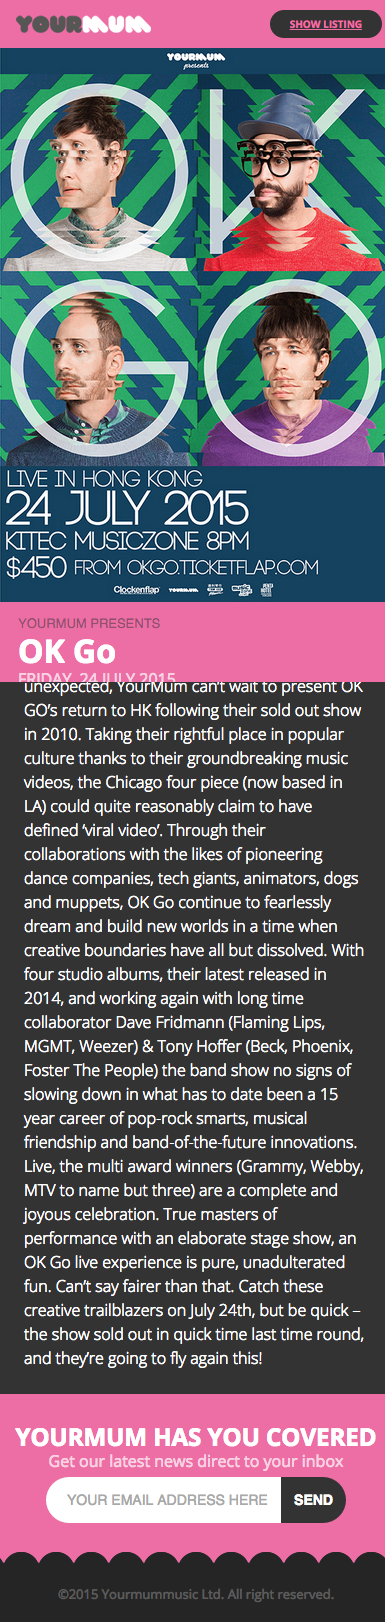 YOURMUM
SHOW LISTING
YOURMUM
presents
OK
GO
LIVE IN HONG KONG
24 JULY 2015
KITEC MUSICZONE 8PM
$450 FROM OKGO.TICKETFLAP.COM
Clockenflap YOURMUM
YOURMUM PRESENTS
OK Go
FRIDAY, 24 JULY 2015
unexpected, YourMum can't wait to present OK
GO's return to HK following their sold out show
in 2010. Taking their rightful place in popular
culture thanks to their groundbreaking music
videos, the Chicago four piece (now based in
LA) could quite reasonably claim to have
defined 'viral video'. Through their
collaborations with the likes of pioneering
dance companies, tech giants, animators, dogs
and muppets, OK Go continue to fearlessly
dream and build new worlds in a time when
creative boundaries have all but dissolved. With
four studio albums, their latest released in
2014, and working again with long time
collaborator Dave Fridmann (Flaming Lips,
MGMT, Weezer) & Tony Hoffer (Beck, Phoenix,
Foster The People) the band show no signs of
slowing down in what has to date been a 15
year career of pop-rock smarts, musical
friendship and band-of-the-future innovations.
Live, the multi award winners (Grammy, Webby,
MTV to name but three) are a complete and
joyous celebration. True masters of
performance with an elaborate stage show, an
OK Go live experience is pure, unadulterated
fun. Can't say fairer than that. Catch these
creative trailblazers on July 24th, but be quick –
the show sold out in quick time last time round,
and they're going to fly again this!
YOURMUM HAS YOU COVERED
Get our latest news direct to your inbox
YOUR EMAIL ADDRESS HERE SEND
©2015 Yourmummusic Ltd. All right reserved.